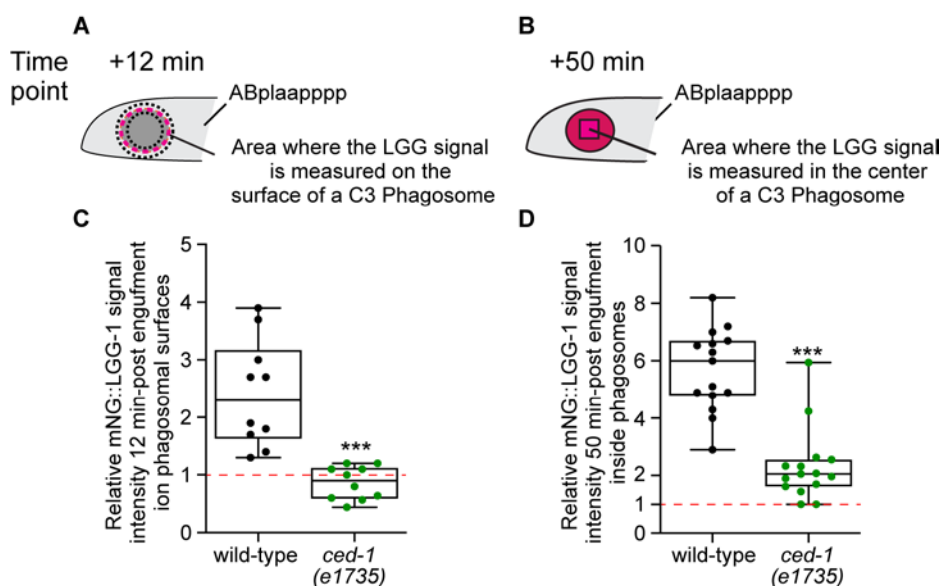 A
Time
point
+12 min
ABplaapppp
Area where the LGG signal
is measured on the
surface of a C3 Phagosome
B
+50 min
ABplaapppp
Area where the LGG signal
is measured in the center
of a C3 Phagosome
C
Relative mNG::LGG-1 signal
intensity 12 min-post engufment
ion phagosomal surfaces
5
4
3
2
1
0
***
wild-type
ced-1
(e1735)
D
Relative mNG::LGG-1 signal
intensity 50 min-post engufment
inside phagosomes
10
8
6
4
2
1
0
***
wild-type
ced-1
(e1735)